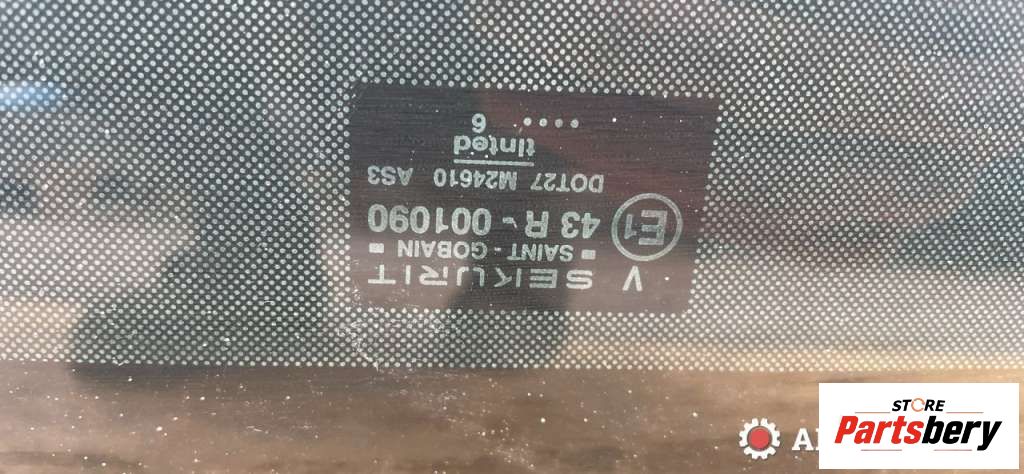 V SEKURIT
▪ SAINT - GOBAIN ▪
E1 43 R - 001090
DOT27 M24610 AS3
tinted
6 ····
STORE
Partsbery